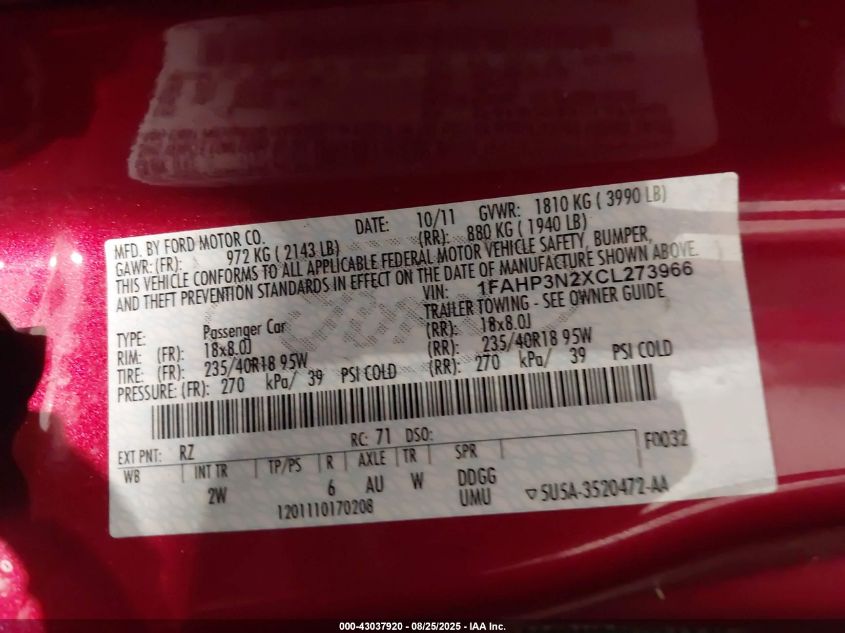 MFD. BY FORD MOTOR CO. DATE: 10/11 GVWR: 1810 KG ( 3990 LB)
GAWR: (FR): 972 KG ( 2143 LB) (RR): 880 KG ( 1940 LB)
THIS VEHICLE CONFORMS TO ALL APPLICABLE FEDERAL MOTOR VEHICLE SAFETY, BUMPER,
AND THEFT PREVENTION STANDARDS IN EFFECT ON THE DATE OF MANUFACTURE SHOWN ABOVE.
VIN: 1FAHP3N2XCL273966
TYPE: Passenger Car TRAILER TOWING - SEE OWNER GUIDE
RIM: (FR): 18x8.0J (RR): 18x8.0J
TIRE: (FR): 235/40R18 95W (RR): 235/40R18 95W
PRESSURE: (FR): 270 kPa/ 39 PSI COLD (RR): 270 kPa/ 39 PSI COLD
EXT PNT: RZ RC: 71 DSO: F0032
WB INT TR TP/PS R AXLE TR SPR
2W 6 AU W DDGG
UMU
1201110170208 ▽ 5U5A-3520472-AA
000-43037920 - 08/25/2025 - IAA Inc.